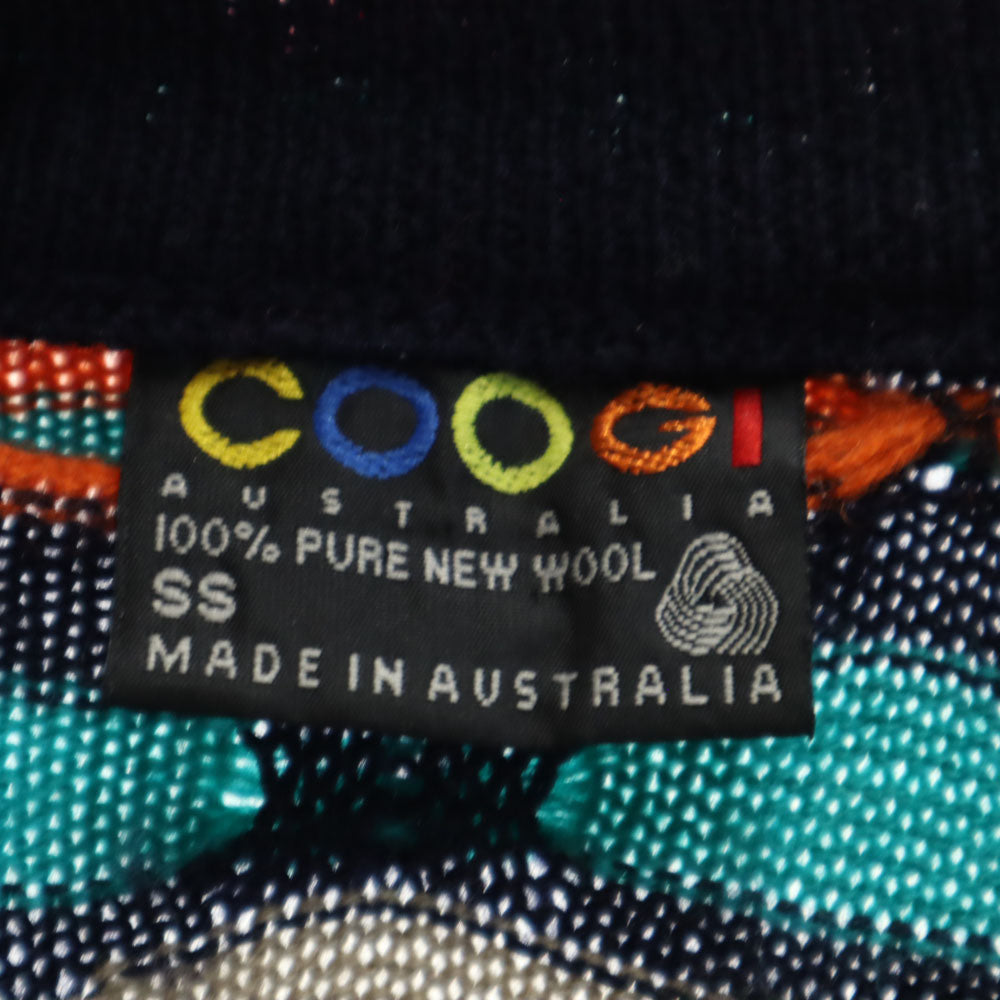 COOGI
AUSTRALIA
100% PURE NEW WOOL
SS
MADE IN AUSTRALIA